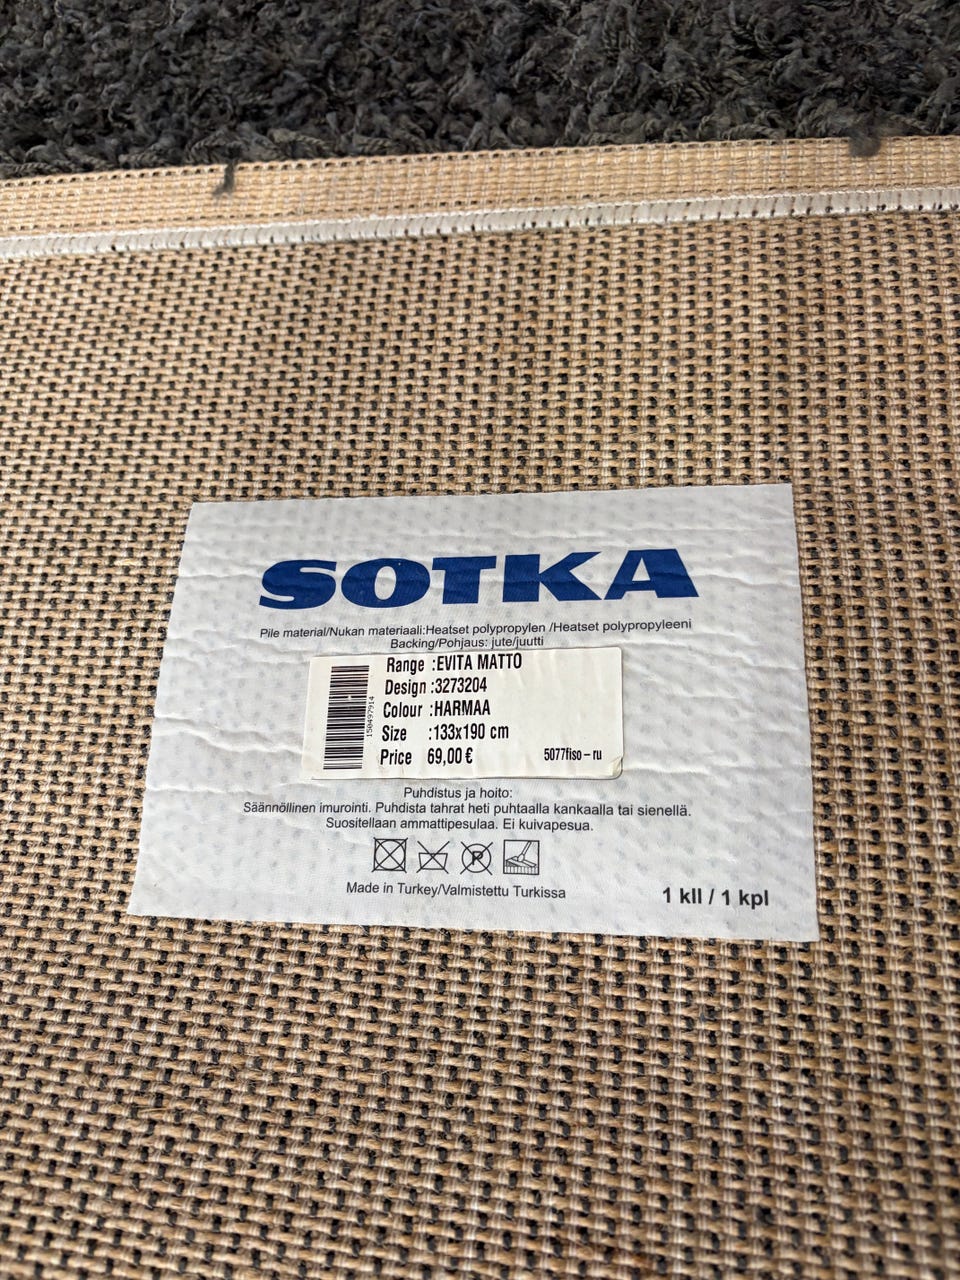 SOTKA
Pile material/Nukan materiaali:Heatset polypropylen /Heatset polypropyleeni
Backing/Pohjaus: jute/juutti
Range :EVITA MATTO
Design :3273204
Colour :HARMAA
Size :133x190 cm
Price 69,00 €
5077fiso – ru
150497914
Puhdistus ja hoito:
Säännöllinen imurointi. Puhdista tahrat heti puhtaalla kankaalla tai sienellä.
Suositellaan ammattipesulaa. Ei kuivapesua.
P
Made in Turkey/Valmistettu Turkissa
1 kll / 1 kpl